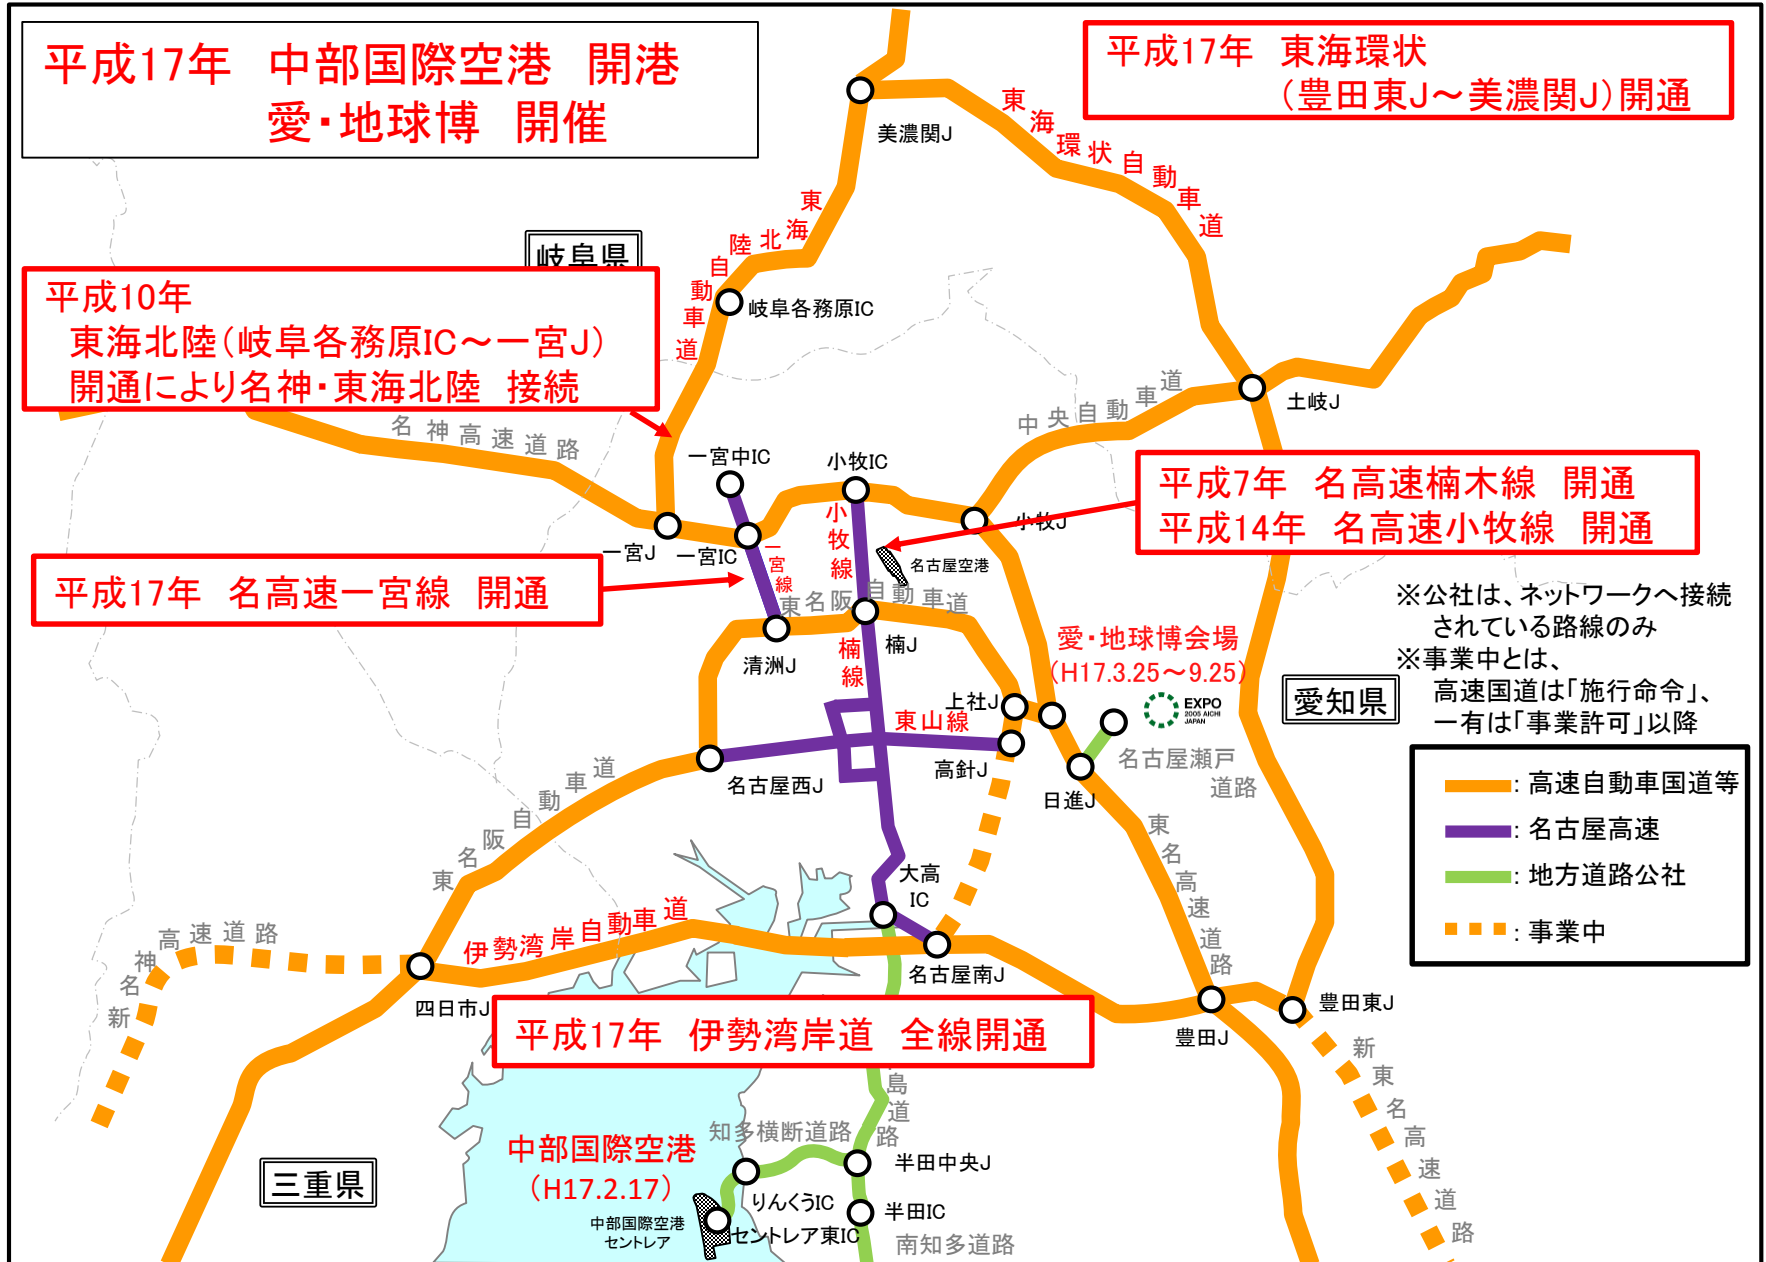 平成17年　中部国際空港　開港
愛・地球博　開催
平成17年　東海環状
(豊田東J～美濃関J)開通
美濃関J
東海環状自動車道
岐阜県
東海北陸自動車道
岐阜各務原IC
平成10年
東海北陸(岐阜各務原IC～一宮J)
開通により名神・東海北陸　接続
名神高速道路
中央自動車道
土岐J
一宮中IC
小牧IC
小牧J
平成7年　名高速楠木線　開通
平成14年　名高速小牧線　開通
一宮J
一宮IC
小牧線
一宮線
名古屋空港
平成17年　名高速一宮線　開通
東名阪自動車道
清洲J
楠J
楠線
愛・地球博会場
(H17.3.25～9.25)
EXPO
2005 AICHI
JAPAN
※公社は、ネットワークへ接続
されている路線のみ
※事業中とは、
高速国道は「施行命令」、
一有は「事業許可」以降
愛知県
上社J
東山線
高針J
名古屋瀬戸
道路
日進J
名古屋西J
東名阪自動車道
：高速自動車国道等
：名古屋高速
：地方道路公社
：事業中
東名高速道路
大高
IC
伊勢湾岸自動車道
新名神高速道路
四日市J
名古屋南J
豊田J
豊田東J
平成17年　伊勢湾岸道　全線開通
島道路
新東名高速道路
知多横断道路
中部国際空港
(H17.2.17)
半田中央J
三重県
りんくうIC
半田IC
中部国際空港
セントレア
セントレア東IC
南知多道路